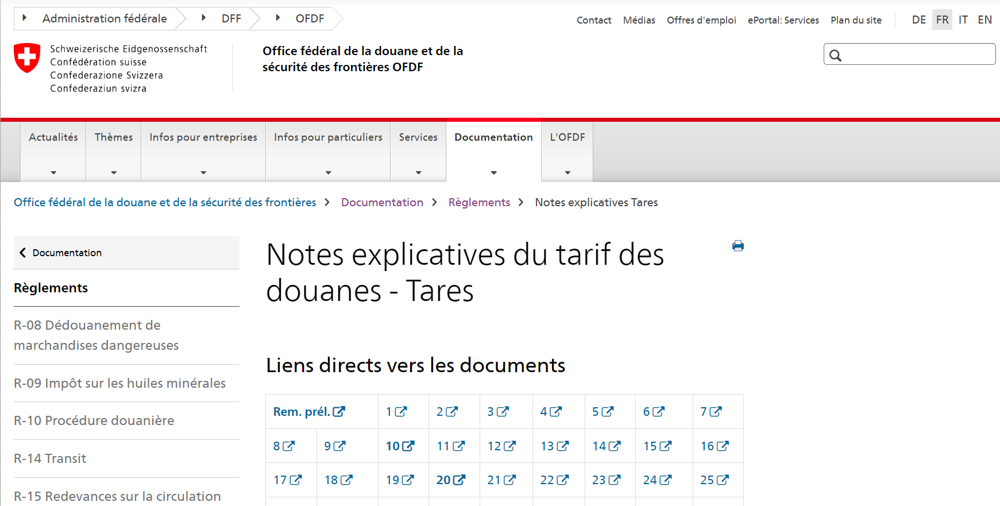 Administration fédérale
DFF
OFDF
Contact
Médias
Offres d'emploi
ePortal: Services
Plan du site
DE
FR
IT
EN
Schweizerische Eidgenossenschaft
Confédération suisse
Confederazione Svizzera
Confederaziun svizra
Office fédéral de la douane et de la
sécurité des frontières OFDF
Actualités
Thèmes
Infos pour entreprises
Infos pour particuliers
Services
Documentation
L'OFDF
Office fédéral de la douane et de la sécurité des frontières
Documentation
Règlements
Notes explicatives Tares
Documentation
Règlements
R-08 Dédouanement de
marchandises dangereuses
R-09 Impôt sur les huiles minérales
R-10 Procédure douanière
R-14 Transit
R-15 Redevances sur la circulation
Notes explicatives du tarif des
douanes - Tares
Liens directs vers les documents
Rem. prél. 1 2 3 4 5 6 7
8 9 10 11 12 13 14 15 16
17 18 19 20 21 22 23 24 25